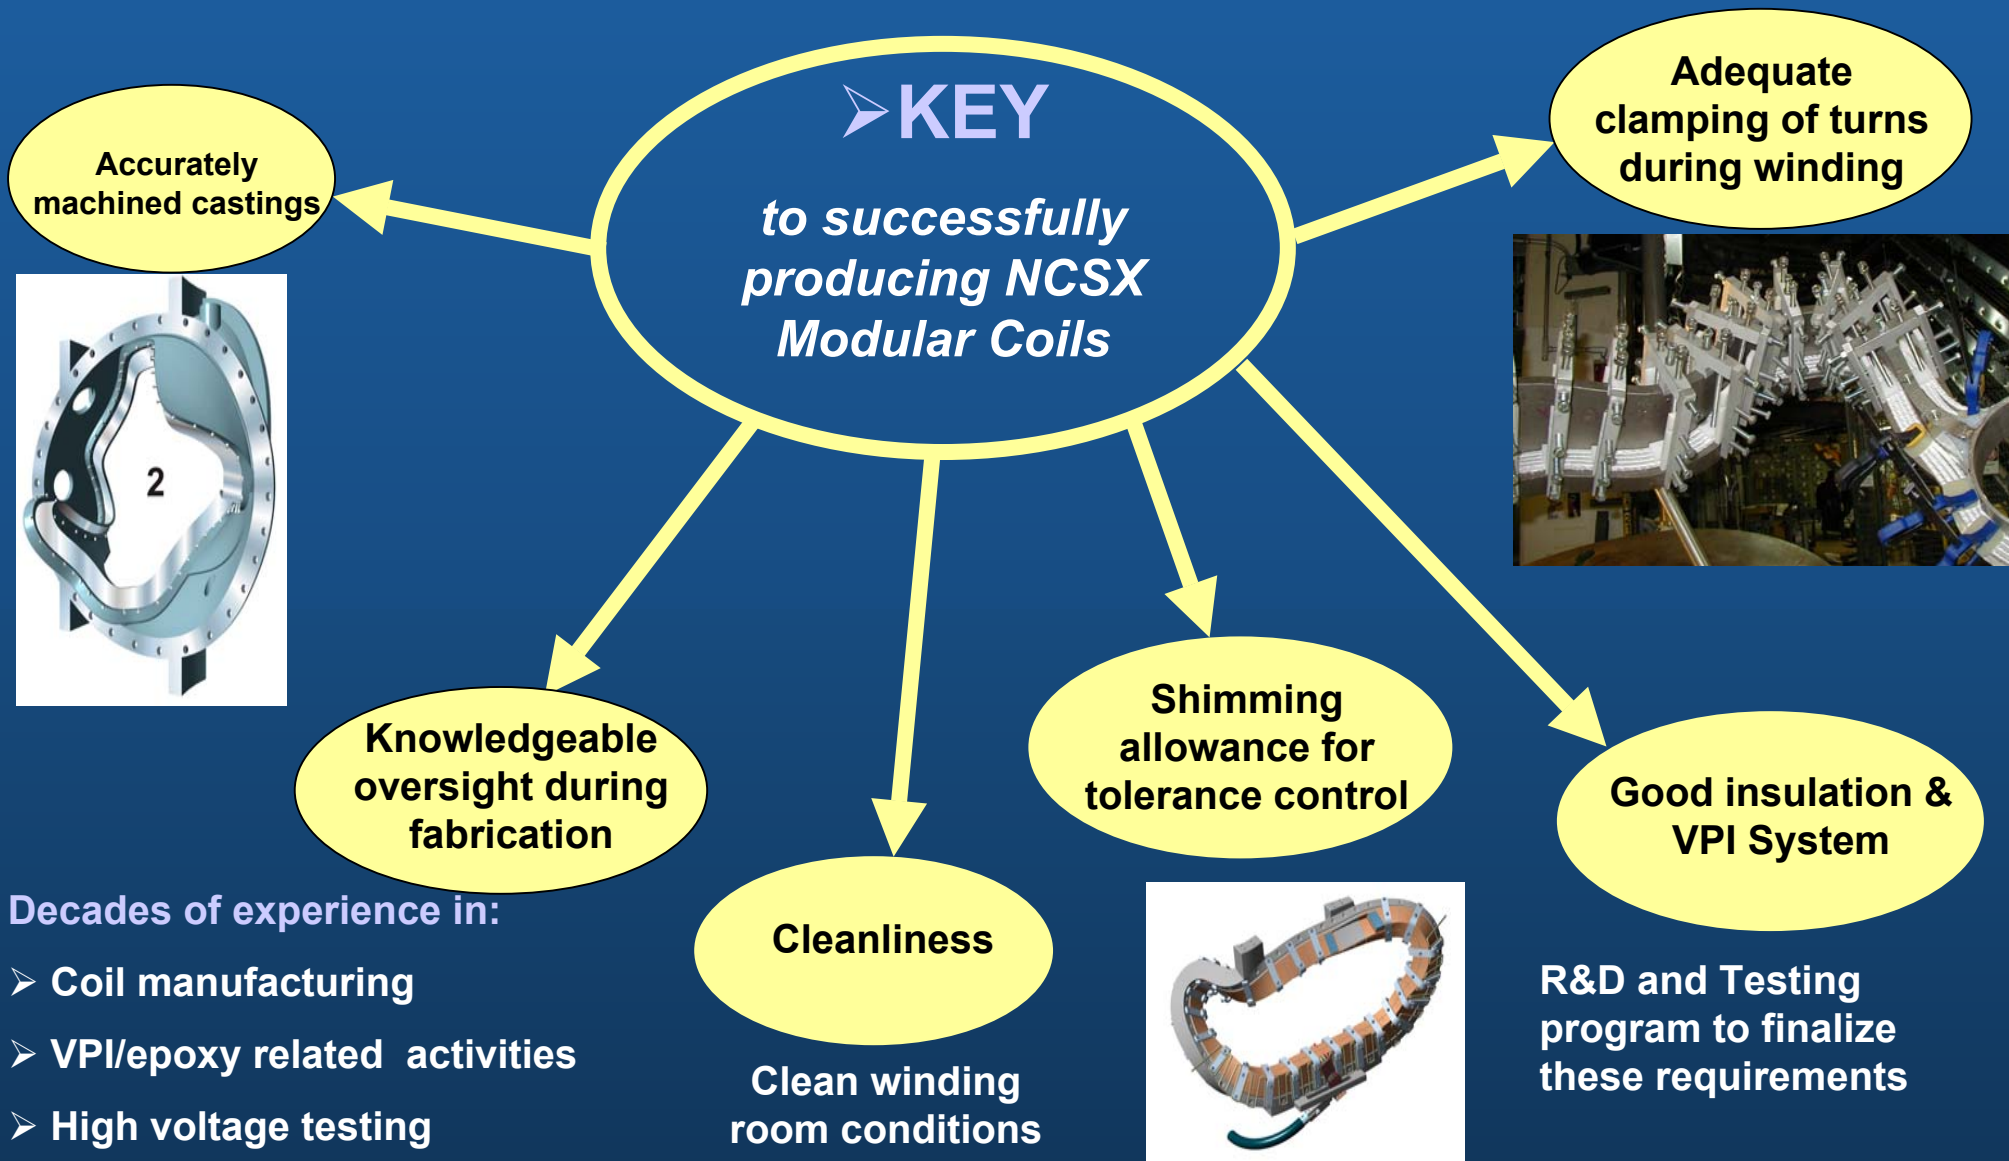 ➢KEY
to successfully
producing NCSX
Modular Coils
Accurately
machined castings
2
Adequate
clamping of turns
during winding
Knowledgeable
oversight during
fabrication
Decades of experience in:
➢ Coil manufacturing
➢ VPI/epoxy related activities
➢ High voltage testing
Cleanliness
Clean winding
room conditions
Shimming
allowance for
tolerance control
Good insulation &
VPI System
R&D and Testing
program to finalize
these requirements